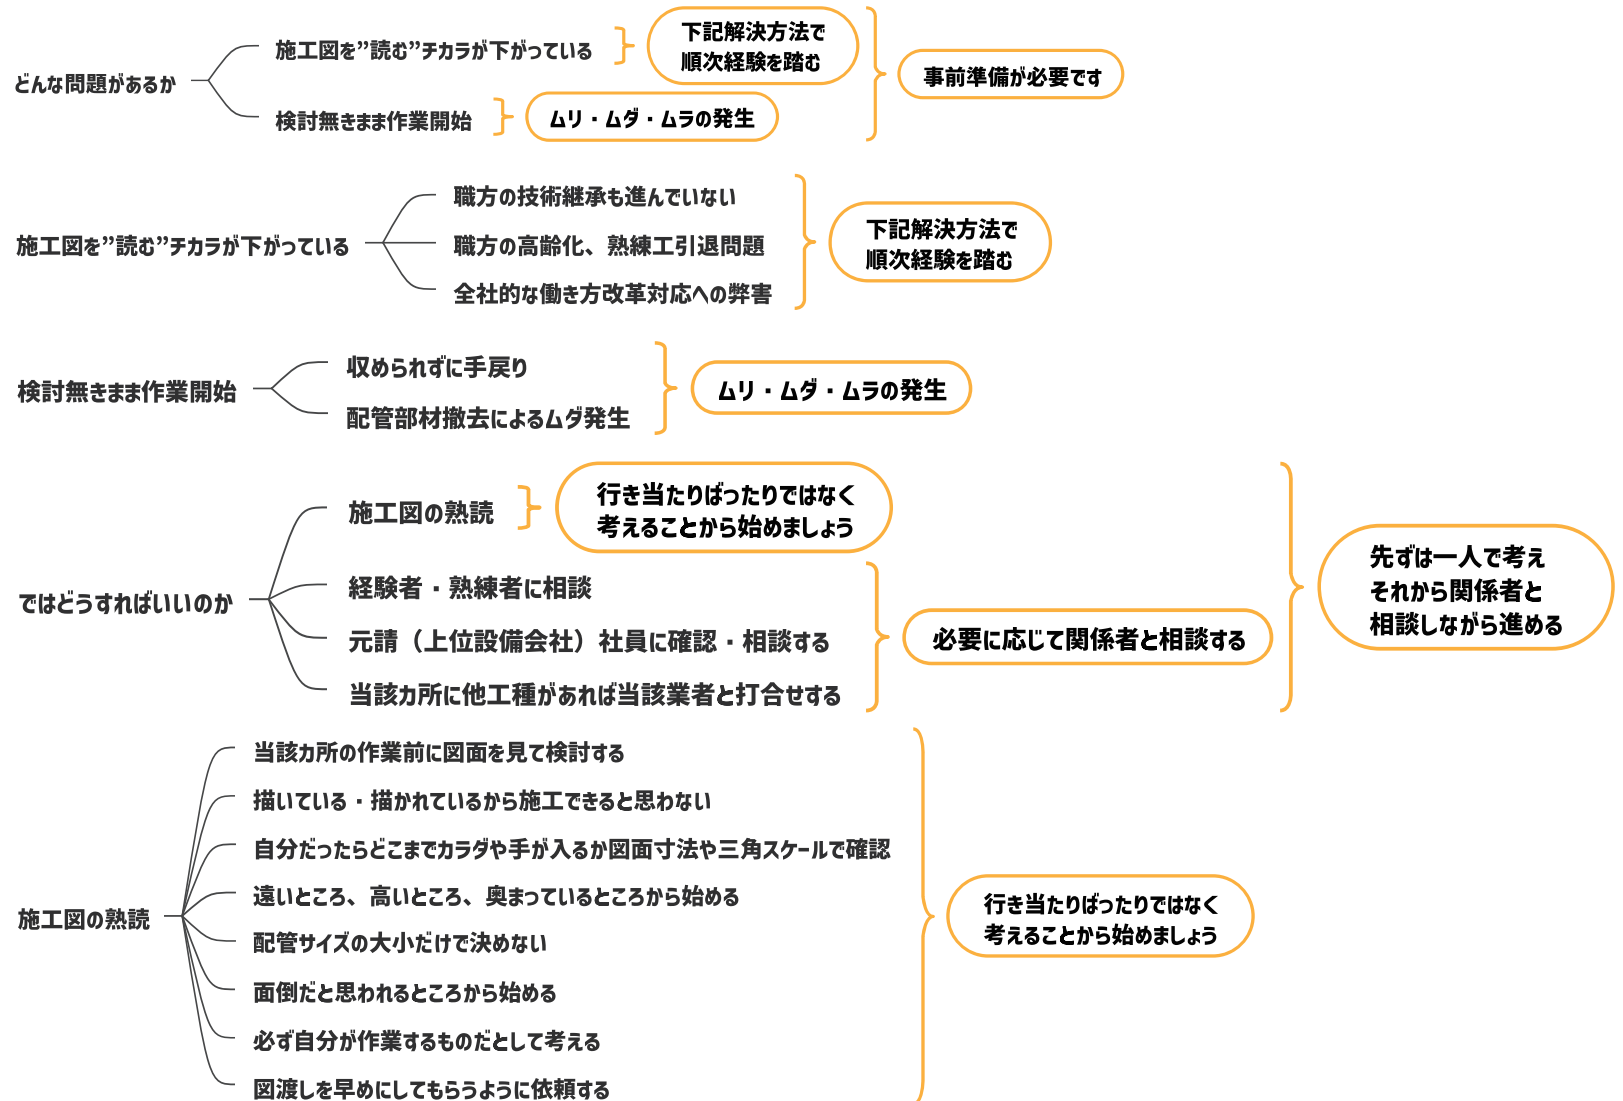 どんな問題があるか
施工図を”読む”チカラが下がっている
下記解決方法で
順次経験を踏む
検討無きまま作業開始
ムリ・ムダ・ムラの発生
事前準備が必要です
施工図を”読む”チカラが下がっている
職方の技術継承も進んでいない
職方の高齢化、熟練工引退問題
全社的な働き方改革対応への弊害
下記解決方法で
順次経験を踏む
検討無きまま作業開始
収められずに手戻り
配管部材撤去によるムダ発生
ムリ・ムダ・ムラの発生
ではどうすればいいのか
施工図の熟読
行き当たりばったりではなく
考えることから始めましょう
経験者・熟練者に相談
元請（上位設備会社）社員に確認・相談する
当該カ所に他工種があれば当該業者と打合せする
必要に応じて関係者と相談する
先ずは一人で考え
それから関係者と
相談しながら進める
施工図の熟読
当該カ所の作業前に図面を見て検討する
描いている・描かれているから施工できると思わない
自分だったらどこまでカラダや手が入るか図面寸法や三角スケールで確認
遠いところ、高いところ、奥まっているところから始める
配管サイズの大小だけで決めない
面倒だと思われるところから始める
必ず自分が作業するものだとして考える
図渡しを早めにしてもらうように依頼する
行き当たりばったりではなく
考えることから始めましょう